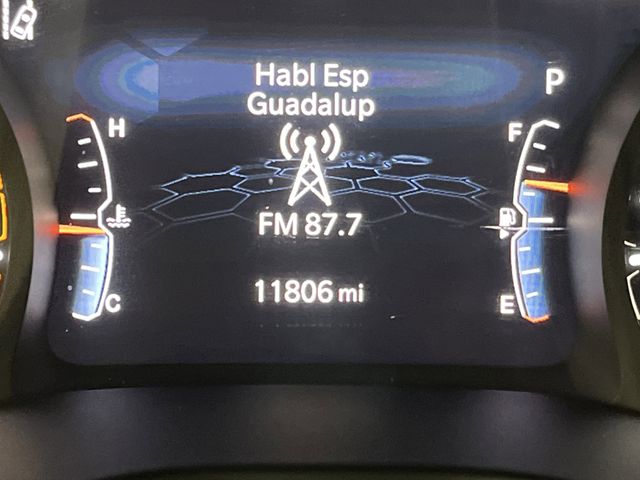 Habl Esp
Guadalup
P
H
F
FM 87.7
C
11806 mi
E